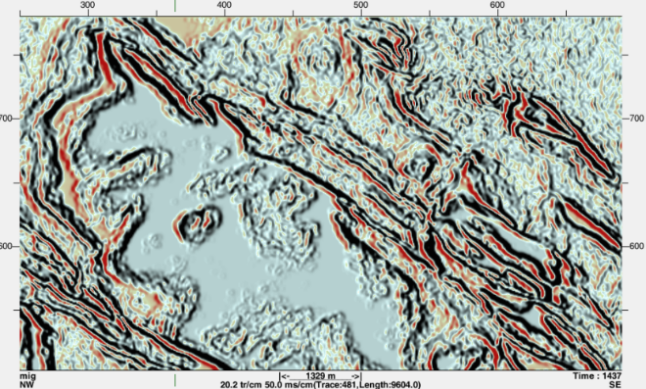 300 400 500 600
700 700
600 600
<- 1329 m ->
mig Time : 1437
NW 20.2 tr/cm 50.0 ms/cm(Trace:481,Length:9604.0) SE